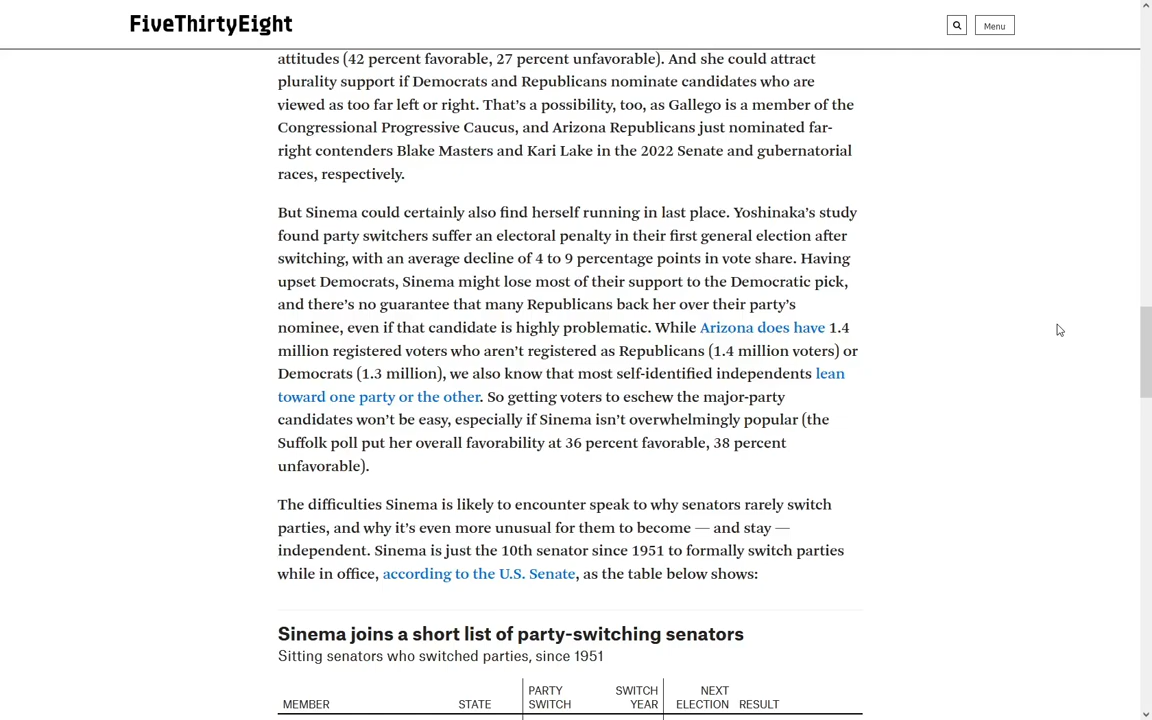 FiveThirtyEight
Menu
attitudes (42 percent favorable, 27 percent unfavorable). And she could attract
plurality support if Democrats and Republicans nominate candidates who are
viewed as too far left or right. That’s a possibility, too, as Gallego is a member of the
Congressional Progressive Caucus, and Arizona Republicans just nominated far-
right contenders Blake Masters and Kari Lake in the 2022 Senate and gubernatorial
races, respectively.
But Sinema could certainly also find herself running in last place. Yoshinaka’s study
found party switchers suffer an electoral penalty in their first general election after
switching, with an average decline of 4 to 9 percentage points in vote share. Having
upset Democrats, Sinema might lose most of their support to the Democratic pick,
and there’s no guarantee that many Republicans back her over their party’s
nominee, even if that candidate is highly problematic. While Arizona does have 1.4
million registered voters who aren’t registered as Republicans (1.4 million voters) or
Democrats (1.3 million), we also know that most self-identified independents lean
toward one party or the other. So getting voters to eschew the major-party
candidates won’t be easy, especially if Sinema isn’t overwhelmingly popular (the
Suffolk poll put her overall favorability at 36 percent favorable, 38 percent
unfavorable).
The difficulties Sinema is likely to encounter speak to why senators rarely switch
parties, and why it’s even more unusual for them to become — and stay —
independent. Sinema is just the 10th senator since 1951 to formally switch parties
while in office, according to the U.S. Senate, as the table below shows:
Sinema joins a short list of party-switching senators
Sitting senators who switched parties, since 1951
PARTY SWITCH NEXT
MEMBER STATE SWITCH YEAR ELECTION RESULT